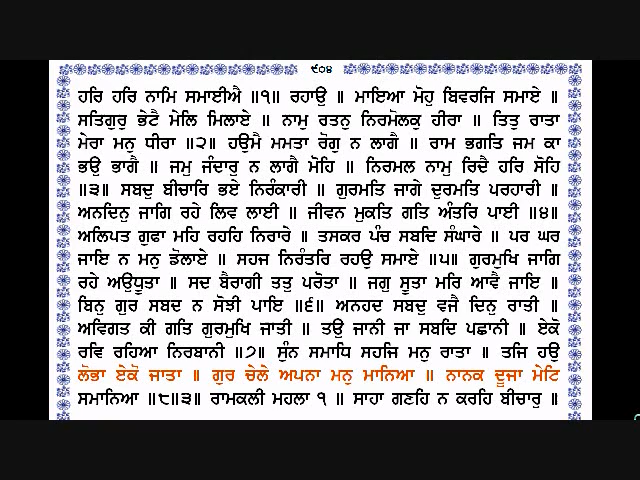 ੯੦੪
ਹਰਿ ਹਰਿ ਨਾਮਿ ਸਮਾਈਐ ॥੧॥ ਰਹਾਉ ॥ ਮਾਇਆ ਮੋਹੁ ਬਿਵਰਜਿ ਸਮਾਏ ॥
ਸਤਿਗੁਰੁ ਭੇਟੈ ਮੇਲਿ ਮਿਲਾਏ ॥ ਨਾਮੁ ਰਤਨੁ ਨਿਰਮੋਲਕੁ ਹੀਰਾ ॥ ਤਿਤੁ ਰਾਤਾ
ਮੇਰਾ ਮਨੁ ਧੀਰਾ ॥੨॥ ਹਉਮੈ ਮਮਤਾ ਰੋਗੁ ਨ ਲਾਗੈ ॥ ਰਾਮ ਭਗਤਿ ਜਮ ਕਾ
ਭਉ ਭਾਗੈ ॥ ਜਮੁ ਜੰਦਾਰੁ ਨ ਲਾਗੈ ਮੋਹਿ ॥ ਨਿਰਮਲ ਨਾਮੁ ਰਿਦੈ ਹਰਿ ਸੋਹਿ
॥੩॥ ਸਬਦੁ ਬੀਚਾਰਿ ਭਏ ਨਿਰੰਕਾਰੀ ॥ ਗੁਰਮਤਿ ਜਾਗੇ ਦੁਰਮਤਿ ਪਰਹਾਰੀ ॥
ਅਨਦਿਨੁ ਜਾਗਿ ਰਹੇ ਲਿਵ ਲਾਈ ॥ ਜੀਵਨ ਮੁਕਤਿ ਗਤਿ ਅੰਤਰਿ ਪਾਈ ॥੪॥
ਅਲਿਪਤ ਗੁਫਾ ਮਹਿ ਰਹਹਿ ਨਿਰਾਰੇ ॥ ਤਸਕਰ ਪੰਚ ਸਬਦਿ ਸੰਘਾਰੇ ॥ ਪਰ ਘਰ
ਜਾਇ ਨ ਮਨੁ ਡੋਲਾਏ ॥ ਸਹਜ ਨਿਰੰਤਰਿ ਰਹਉ ਸਮਾਏ ॥੫॥ ਗੁਰਮੁਖਿ ਜਾਗਿ
ਰਹੇ ਅਉਧੂਤਾ ॥ ਸਦ ਬੈਰਾਗੀ ਤਤੁ ਪਰੋਤਾ ॥ ਜਗੁ ਸੂਤਾ ਮਰਿ ਆਵੈ ਜਾਇ ॥
ਬਿਨੁ ਗੁਰ ਸਬਦ ਨ ਸੋਝੀ ਪਾਇ ॥੬॥ ਅਨਹਦ ਸਬਦੁ ਵਜੈ ਦਿਨੁ ਰਾਤੀ ॥
ਅਵਿਗਤ ਕੀ ਗਤਿ ਗੁਰਮੁਖਿ ਜਾਤੀ ॥ ਤਉ ਜਾਨੀ ਜਾ ਸਬਦਿ ਪਛਾਨੀ ॥ ਏਕੋ
ਰਵਿ ਰਹਿਆ ਨਿਰਬਾਨੀ ॥੭॥ ਸੁੰਨ ਸਮਾਧਿ ਸਹਜਿ ਮਨੁ ਰਾਤਾ ॥ ਤਜਿ ਹਉ
ਲੋਭਾ ਏਕੋ ਜਾਤਾ ॥ ਗੁਰ ਚੇਲੇ ਅਪਨਾ ਮਨੁ ਮਾਨਿਆ ॥ ਨਾਨਕ ਦੂਜਾ ਮੇਟਿ
ਸਮਾਨਿਆ ॥੮॥੩॥ ਰਾਮਕਲੀ ਮਹਲਾ ੧ ॥ ਸਾਹਾ ਗਣਹਿ ਨ ਕਰਹਿ ਬੀਚਾਰੁ ॥